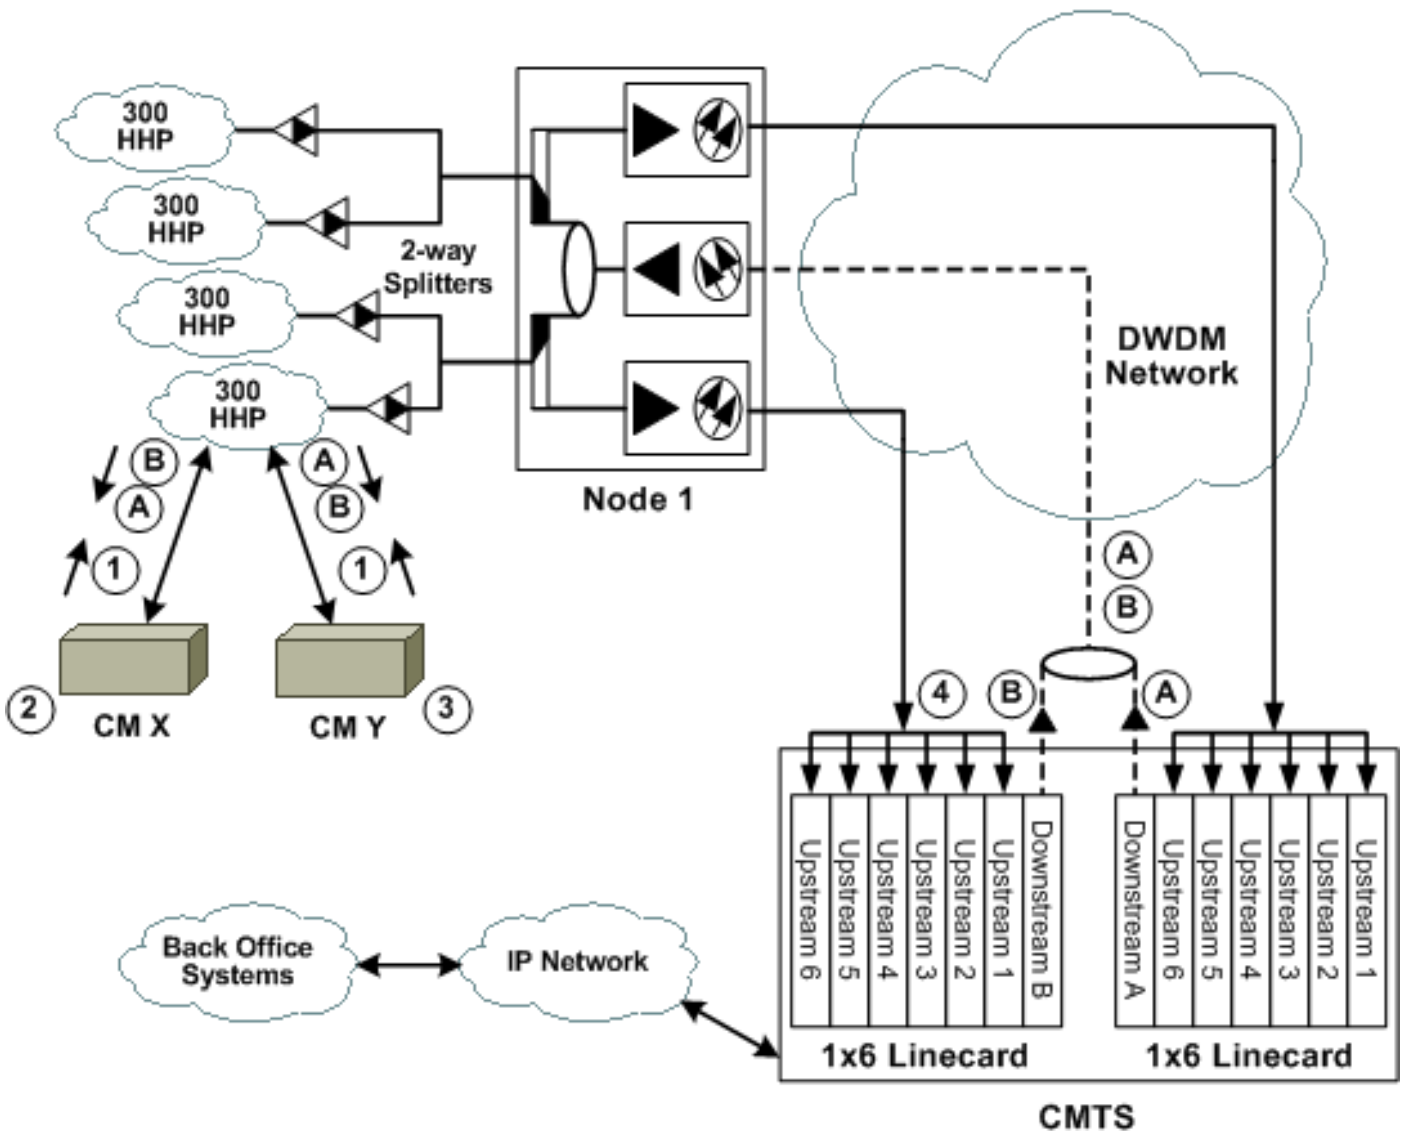 300
HHP
300
HHP
2-way
Splitters
300
HHP
300
HHP
DWDM
Network
Node 1
B
A
A
B
1
1
A
B
2
CM X
CM Y
3
4
B
A
Upstream 6
Upstream 5
Upstream 4
Upstream 3
Upstream 2
Upstream 1
Downstream B
Downstream A
Upstream 6
Upstream 5
Upstream 4
Upstream 3
Upstream 2
Upstream 1
Back Office
Systems
IP Network
1x6 Linecard
1x6 Linecard
CMTS